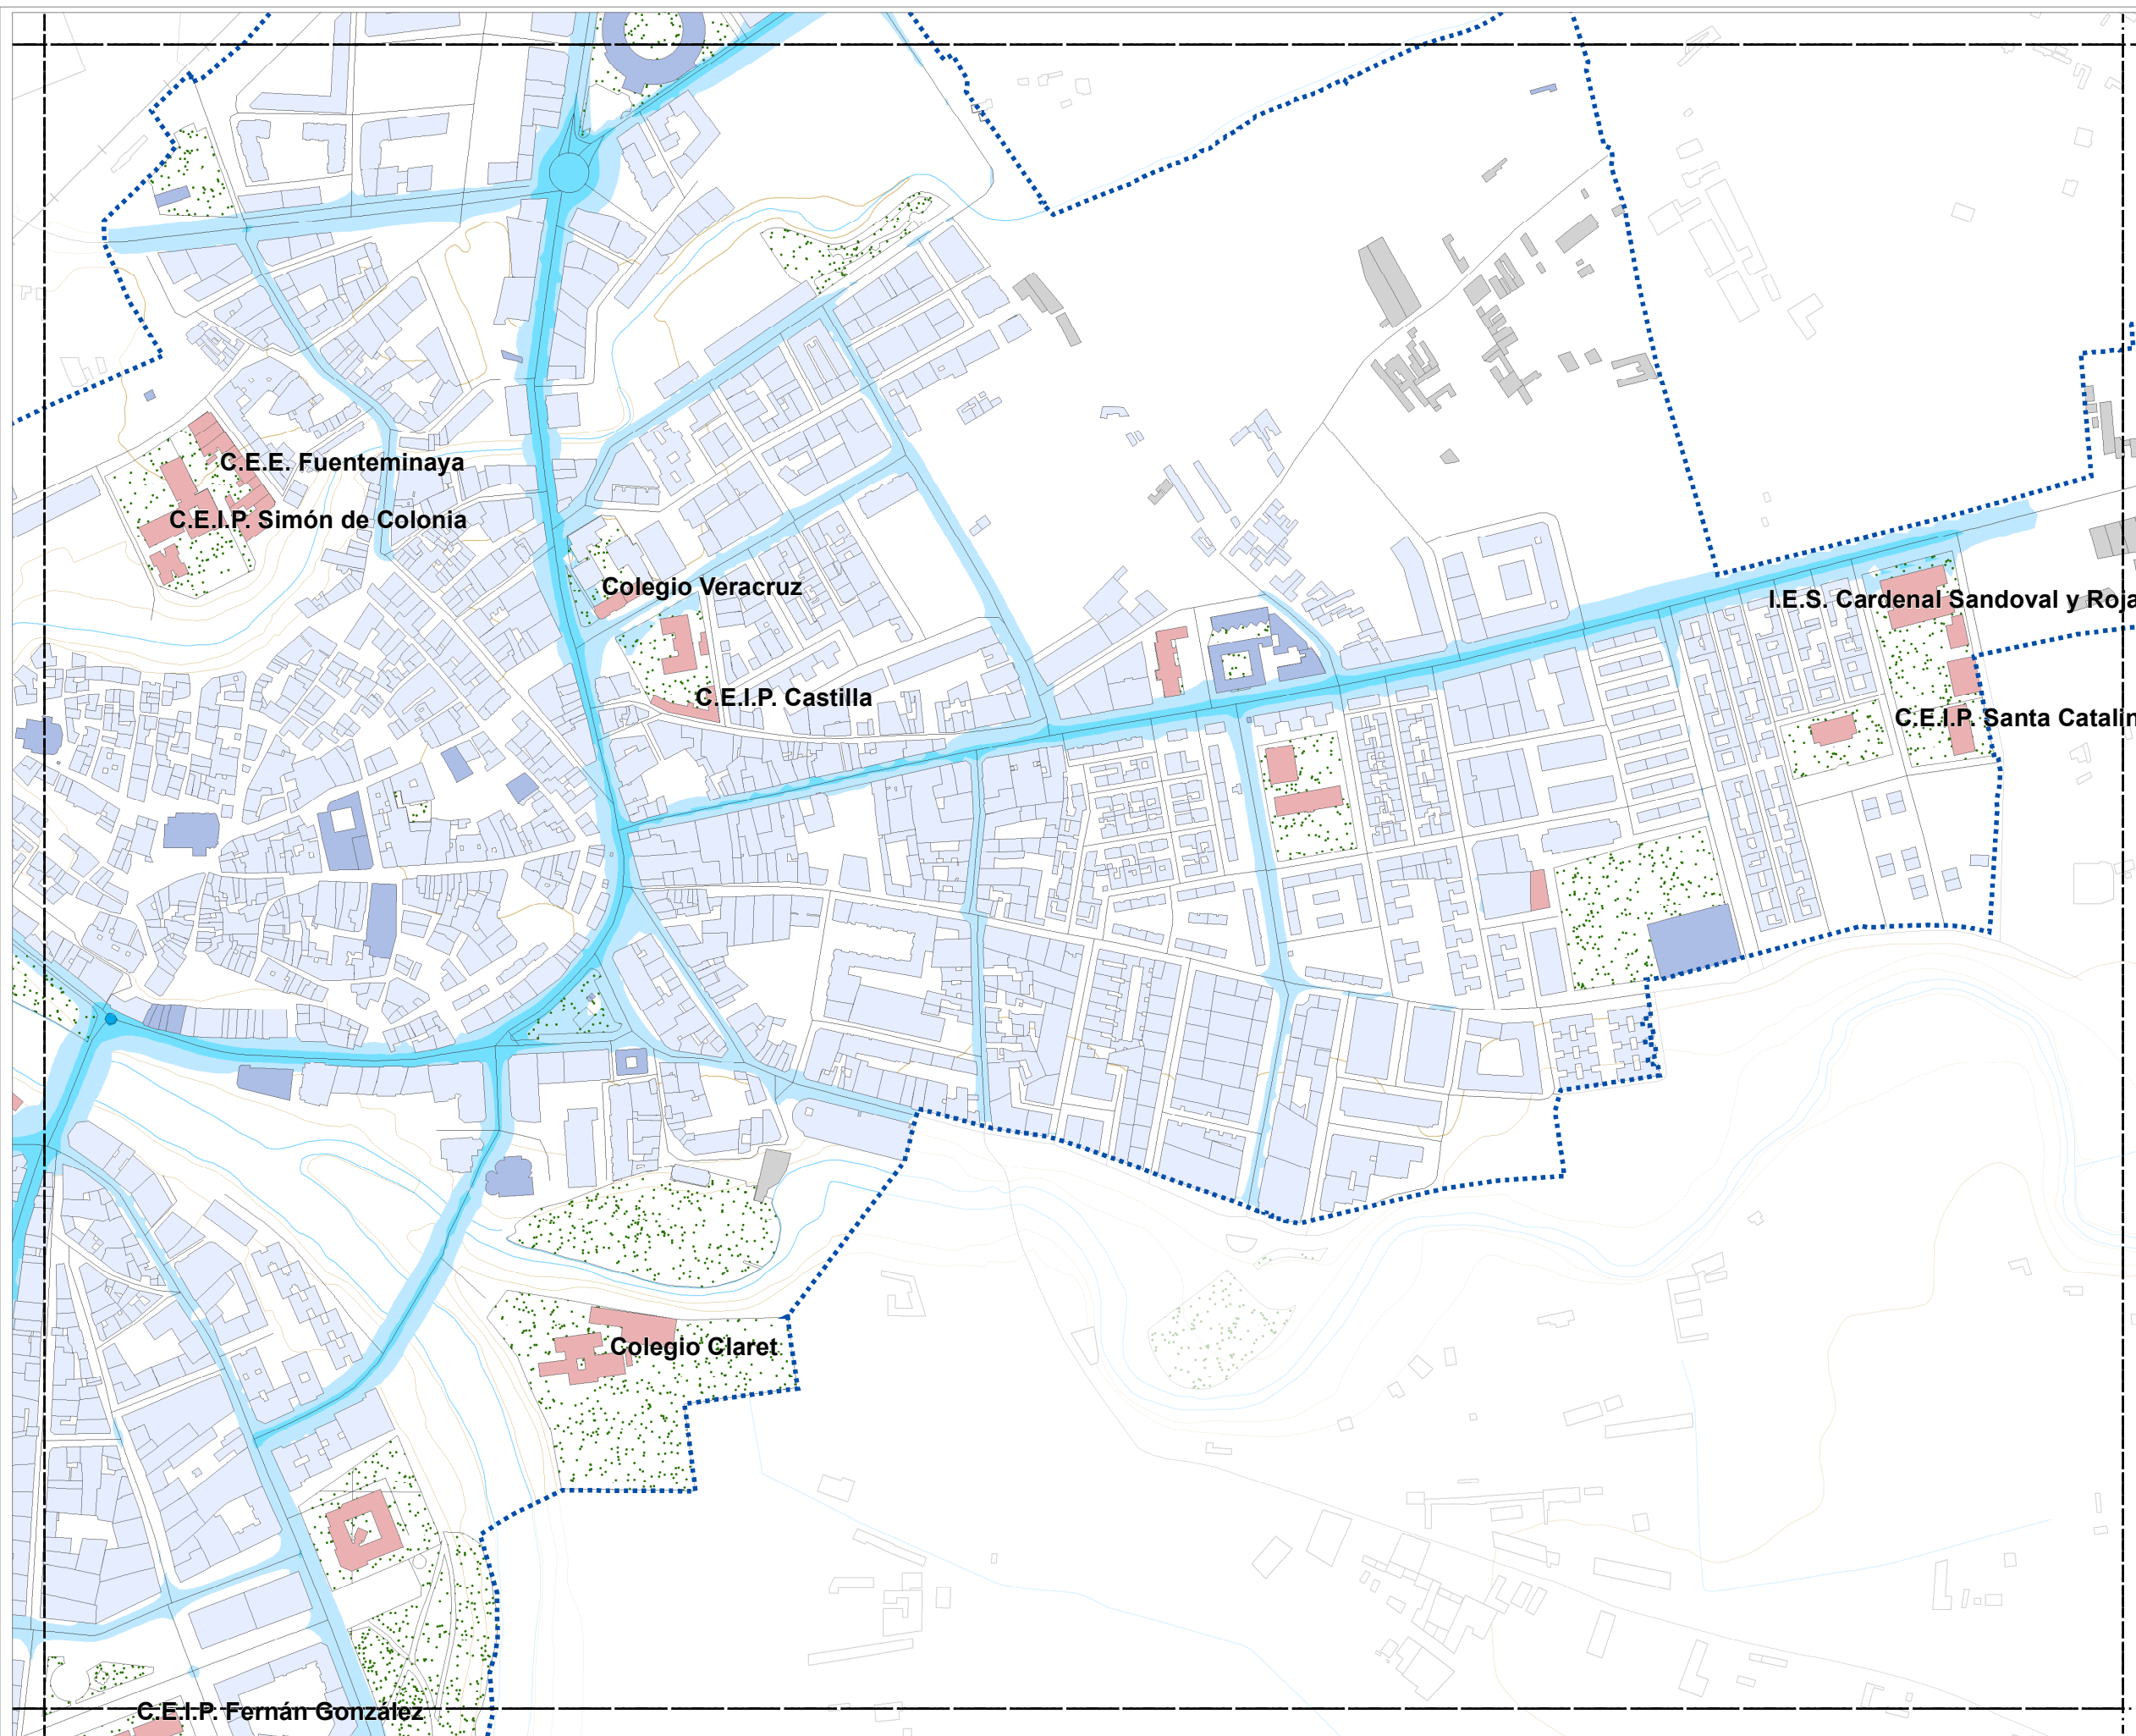 C.E.E. Fuenteminaya
C.E.I.P. Simón de Colonia
Colegio Veracruz
I.E.S. Cardenal Sandoval y Roja
C.E.I.P. Castilla
C.E.I.P. Santa Catalin
Colegio Claret
C.E.I.P. Fernán González